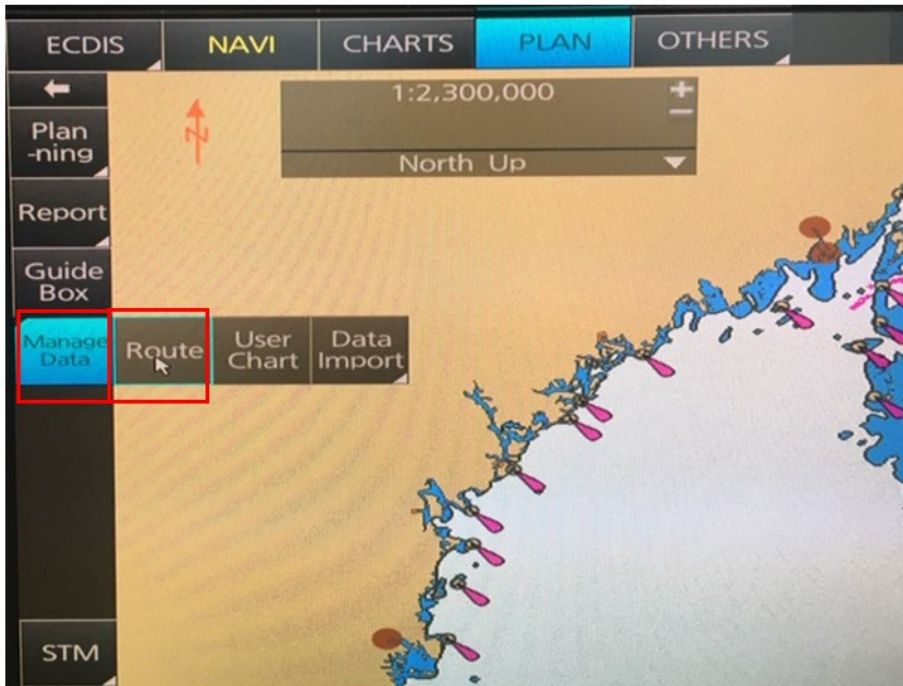 ECDIS NAVI CHARTS PLAN OTHERS
1:2,300,000
North Up
Plan
-ning
Report
Guide
Box
Manage
Data
Route
User
Chart
Data
Import
STM